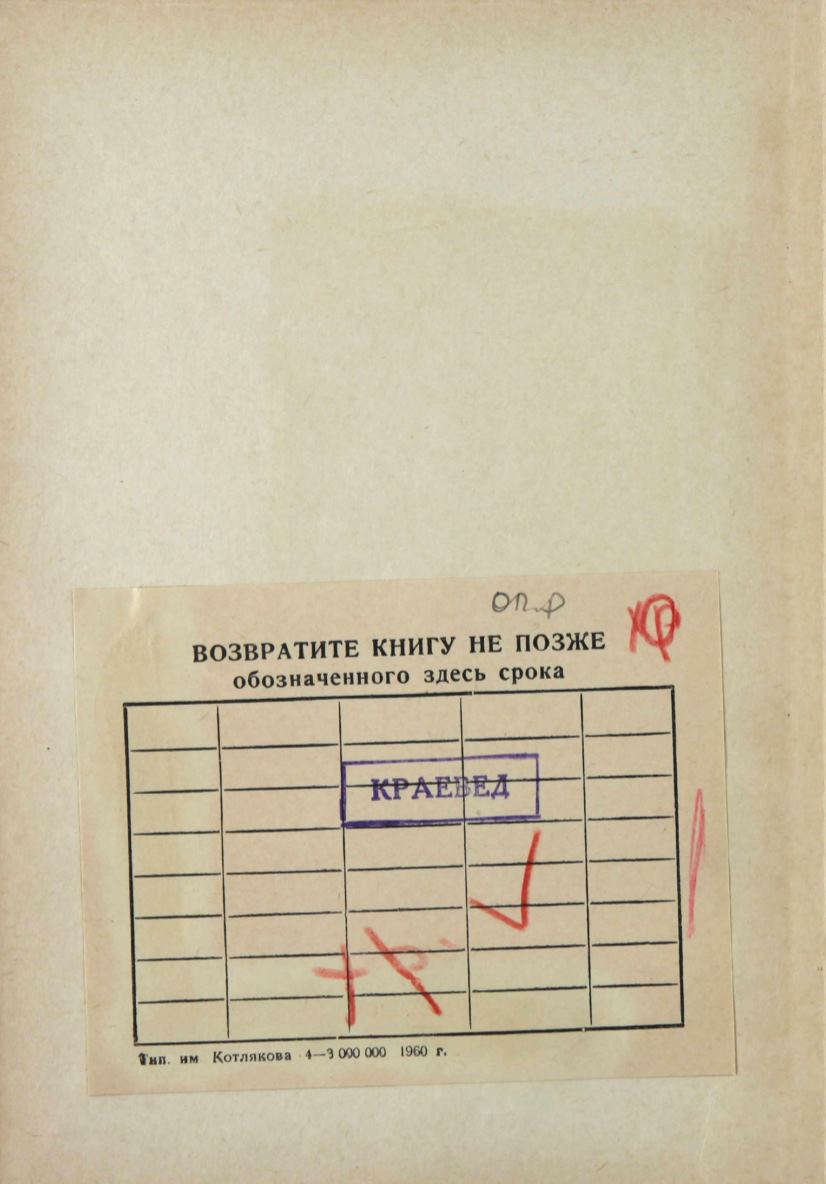 ОП.Ф
ВОЗВРАТИТЕ КНИГУ НЕ ПОЗЖЕ
обозначенного здесь срока
КРАЕВЕД
Тип. им Котлякова 4—3 000 000 1960 г.